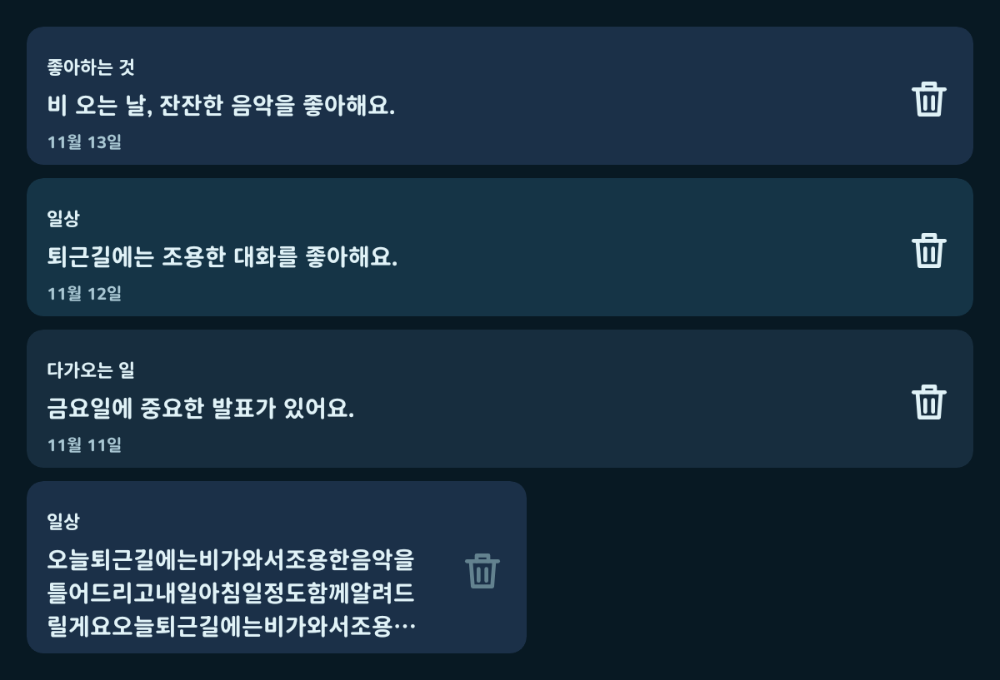 좋아하는 것
비 오는 날, 잔잔한 음악을 좋아해요.
11월 13일
일상
퇴근길에는 조용한 대화를 좋아해요.
11월 12일
다가오는 일
금요일에 중요한 발표가 있어요.
11월 11일
일상
오늘퇴근길에는비가와서조용한음악을
틀어드리고내일아침일정도함께알려드
릴게요오늘퇴근길에는비가와서조용…